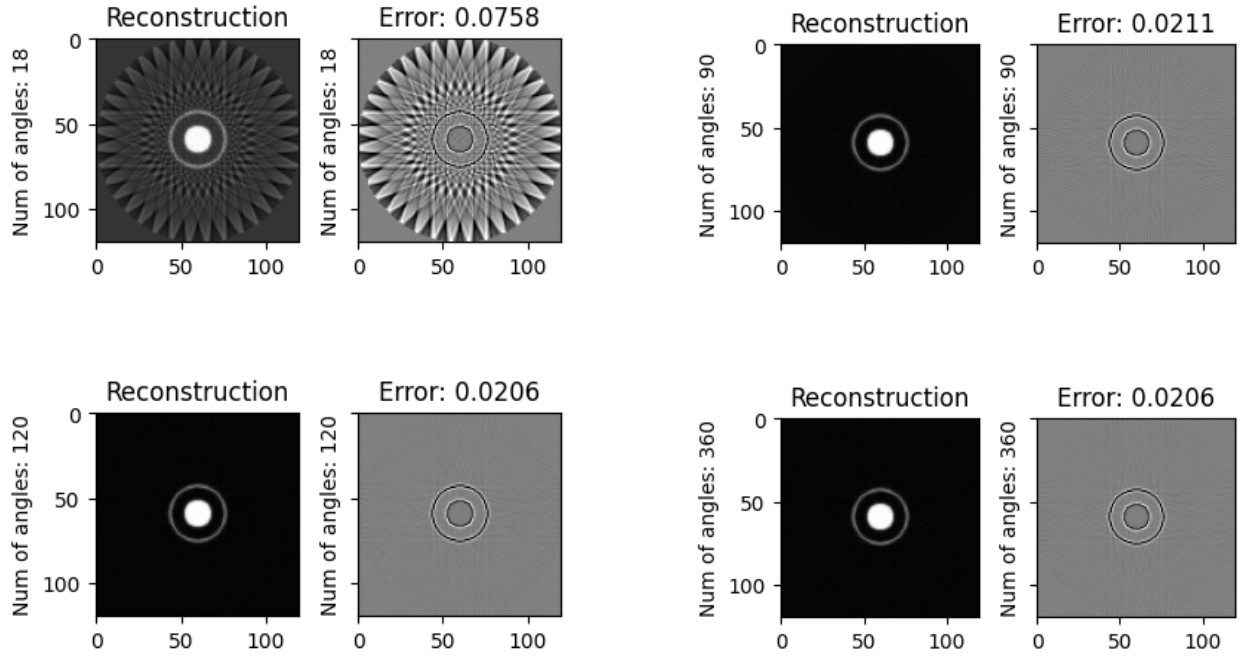 Reconstruction
Error: 0.0758
Num of angles: 18
0
50
100
0
50
100
Num of angles: 18
0
50
100
Reconstruction
Error: 0.0211
Num of angles: 90
0
50
100
0
50
100
Num of angles: 90
0
50
100
Reconstruction
Error: 0.0206
Num of angles: 120
0
50
100
0
50
100
Num of angles: 120
0
50
100
Reconstruction
Error: 0.0206
Num of angles: 360
0
50
100
0
50
100
Num of angles: 360
0
50
100